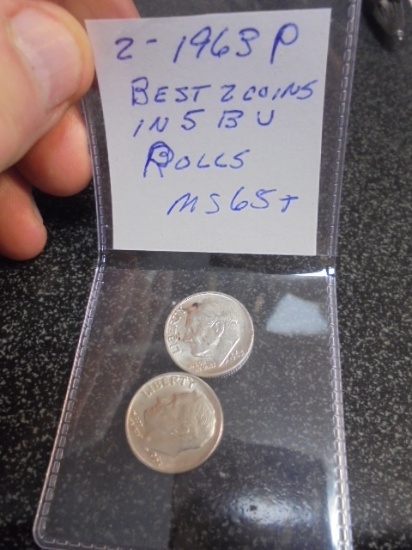 2 - 1963 P
BEST 2 COINS
IN 5 BU
ROLLS
MS65+
LIBERTY
LIBERTY